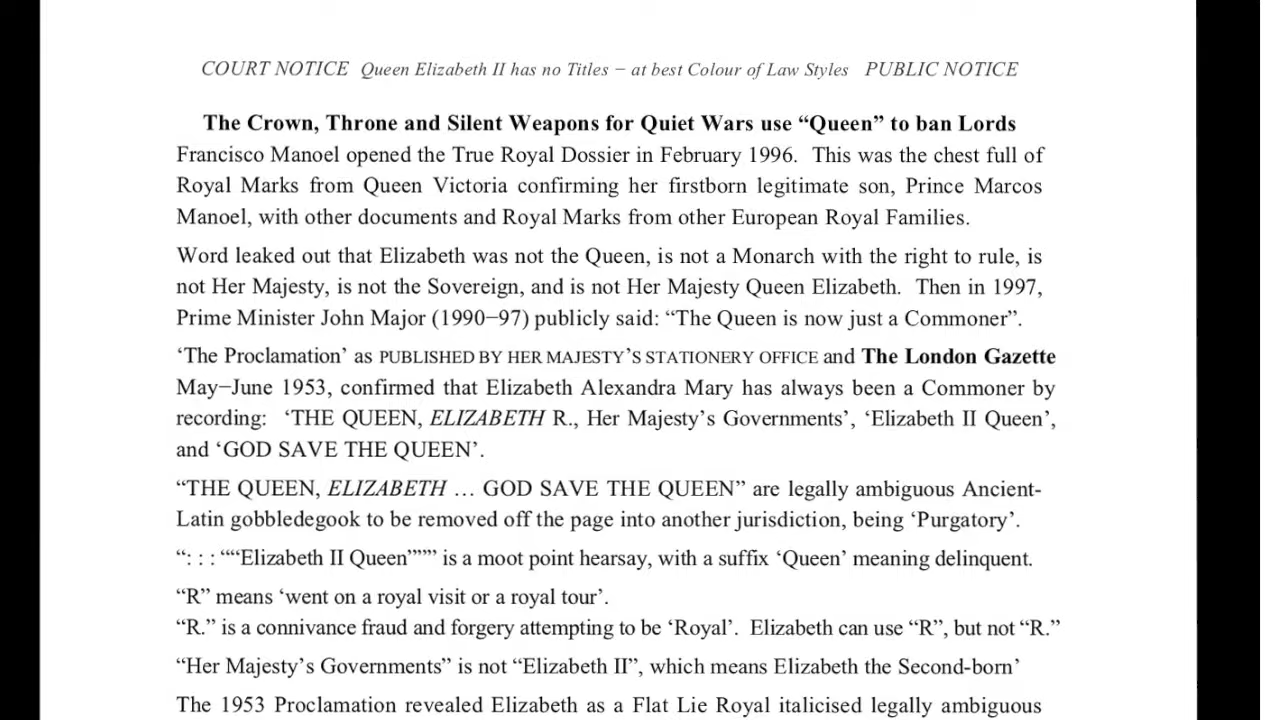 COURT NOTICE Queen Elizabeth II has no Titles – at best Colour of Law Styles PUBLIC NOTICE
The Crown, Throne and Silent Weapons for Quiet Wars use “Queen” to ban Lords
Francisco Manoel opened the True Royal Dossier in February 1996. This was the chest full of
Royal Marks from Queen Victoria confirming her firstborn legitimate son, Prince Marcos
Manoel, with other documents and Royal Marks from other European Royal Families.
Word leaked out that Elizabeth was not the Queen, is not a Monarch with the right to rule, is
not Her Majesty, is not the Sovereign, and is not Her Majesty Queen Elizabeth. Then in 1997,
Prime Minister John Major (1990–97) publicly said: “The Queen is now just a Commoner”.
‘The Proclamation’ as PUBLISHED BY HER MAJESTY’S STATIONERY OFFICE and The London Gazette
May–June 1953, confirmed that Elizabeth Alexandra Mary has always been a Commoner by
recording: ‘THE QUEEN, ELIZABETH R., Her Majesty’s Governments’, ‘Elizabeth II Queen’,
and ‘GOD SAVE THE QUEEN’.
“THE QUEEN, ELIZABETH … GOD SAVE THE QUEEN” are legally ambiguous Ancient-
Latin gobbledegook to be removed off the page into another jurisdiction, being ‘Purgatory’.
“: : : ““Elizabeth II Queen””” is a moot point hearsay, with a suffix ‘Queen’ meaning delinquent.
“R” means ‘went on a royal visit or a royal tour’.
“R.” is a connivance fraud and forgery attempting to be ‘Royal’. Elizabeth can use “R”, but not “R.”
“Her Majesty’s Governments” is not “Elizabeth II”, which means Elizabeth the Second-born’
The 1953 Proclamation revealed Elizabeth as a Flat Lie Royal italicised legally ambiguous